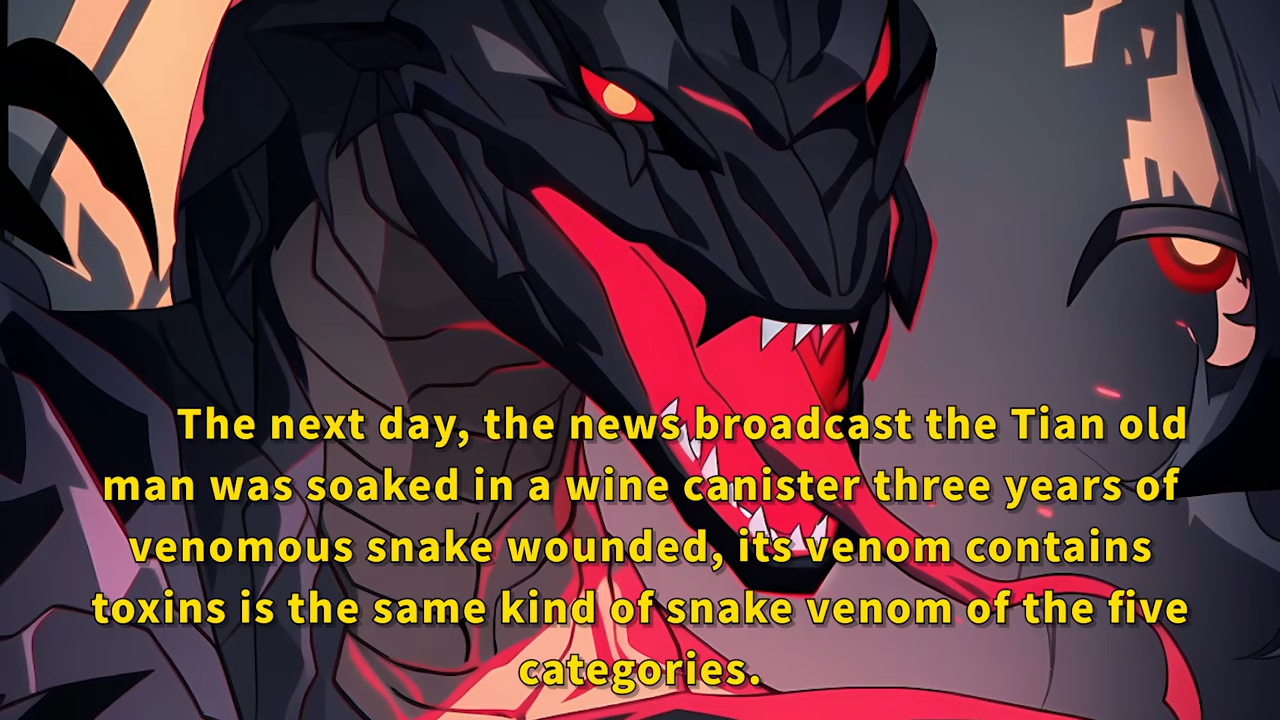 The next day, the news broadcast the Tian old
man was soaked in a wine canister three years of
venomous snake wounded, its venom contains
toxins is the same kind of snake venom of the five
categories.